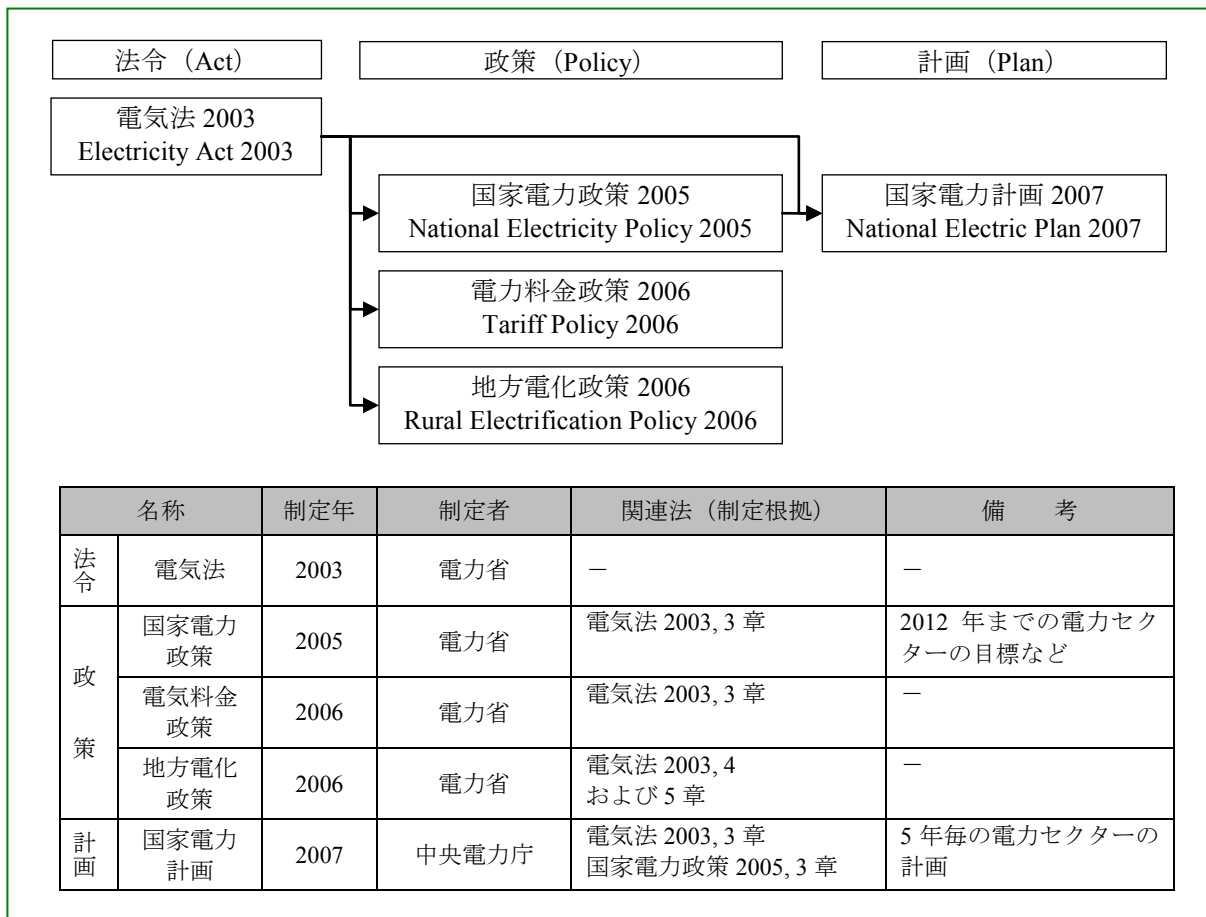 法令（Act）
政策（Policy）
計画（Plan）
電気法 2003
Electricity Act 2003
国家電力政策 2005
National Electricity Policy 2005
国家電力計画 2007
National Electric Plan 2007
電力料金政策 2006
Tariff Policy 2006
地方電化政策 2006
Rural Electrification Policy 2006
名称 制定年 制定者 関連法（制定根拠） 備　考
法令 電気法 2003 電力省 － －
政策
国家電力
政策
2005 電力省 電気法 2003, 3 章
2012 年までの電力セク
ターの目標など
電気料金
政策
2006 電力省 電気法 2003, 3 章 －
地方電化
政策
2006 電力省
電気法 2003, 4
および 5 章
－
計画
国家電力
計画
2007 中央電力庁
電気法 2003, 3 章
国家電力政策 2005, 3 章
5 年毎の電力セクターの
計画